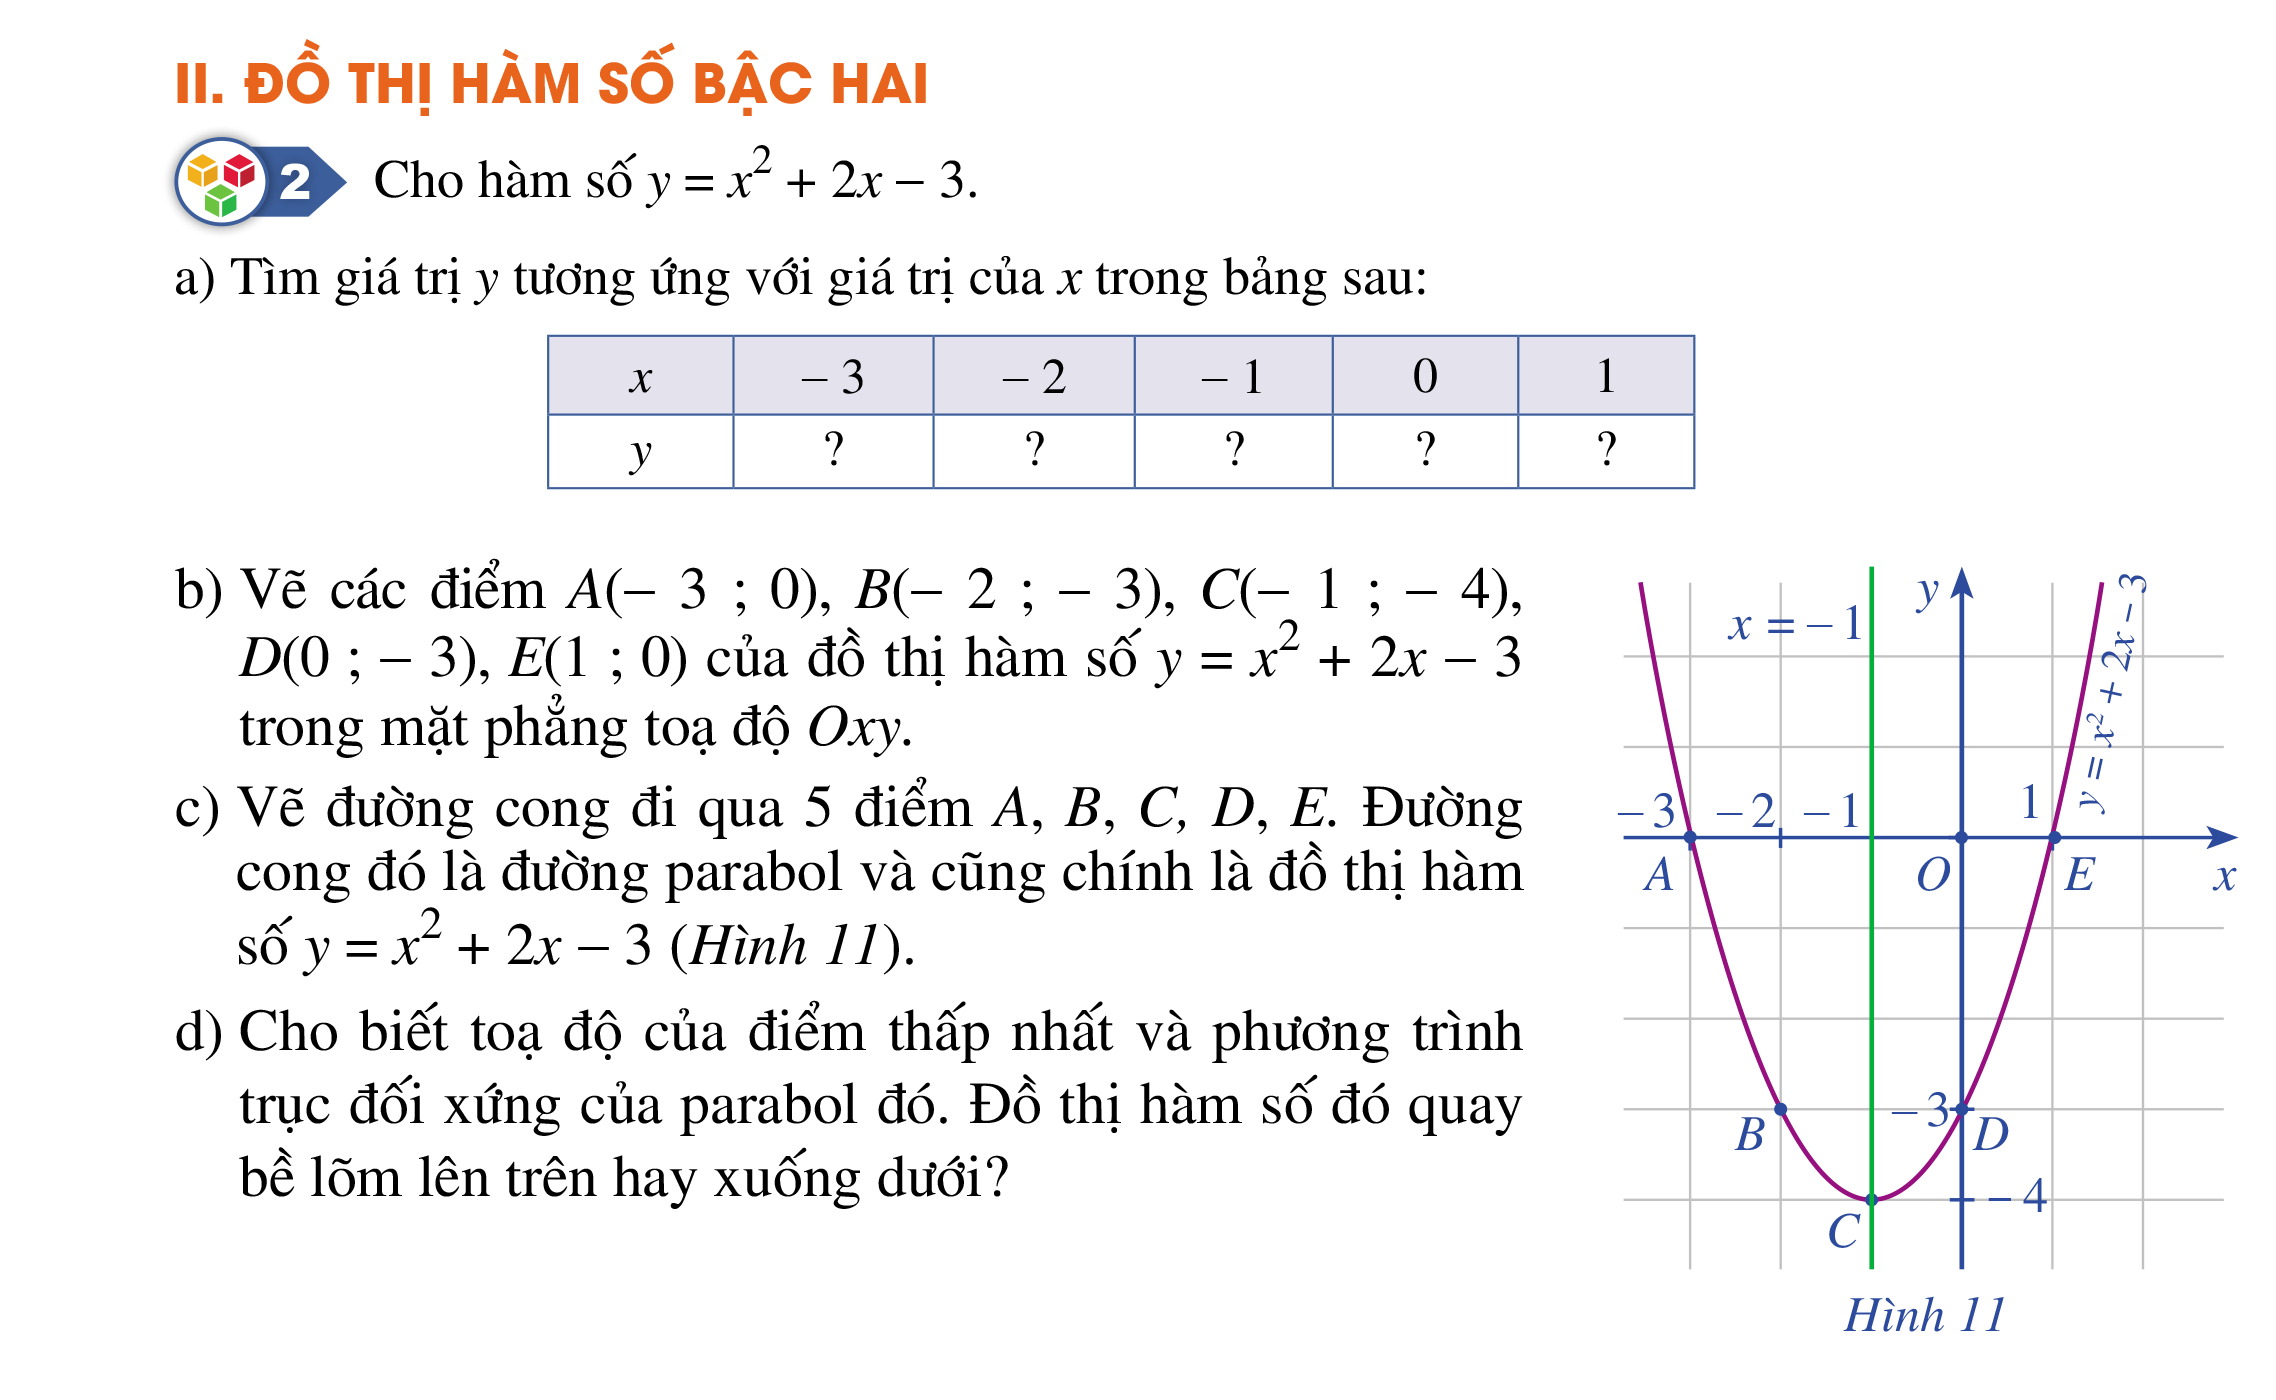 II. ĐỒ THỊ HÀM SỐ BẬC HAI
2 Cho hàm số y = x² + 2x – 3.
a) Tìm giá trị y tương ứng với giá trị của x trong bảng sau:
x – 3 – 2 – 1 0 1
y ? ? ? ? ?
b) Vẽ các điểm A(– 3 ; 0), B(– 2 ; – 3), C(– 1 ; – 4),
D(0 ; – 3), E(1 ; 0) của đồ thị hàm số y = x² + 2x – 3
trong mặt phẳng toạ độ Oxy.
c) Vẽ đường cong đi qua 5 điểm A, B, C, D, E. Đường
cong đó là đường parabol và cũng chính là đồ thị hàm
số y = x² + 2x – 3 (Hình 11).
d) Cho biết toạ độ của điểm thấp nhất và phương trình
trục đối xứng của parabol đó. Đồ thị hàm số đó quay
bề lõm lên trên hay xuống dưới?
y
x = – 1
y = x² + 2x – 3
– 3 – 2 – 1 1
A O E x
– 3
B D
– 4
C
Hình 11